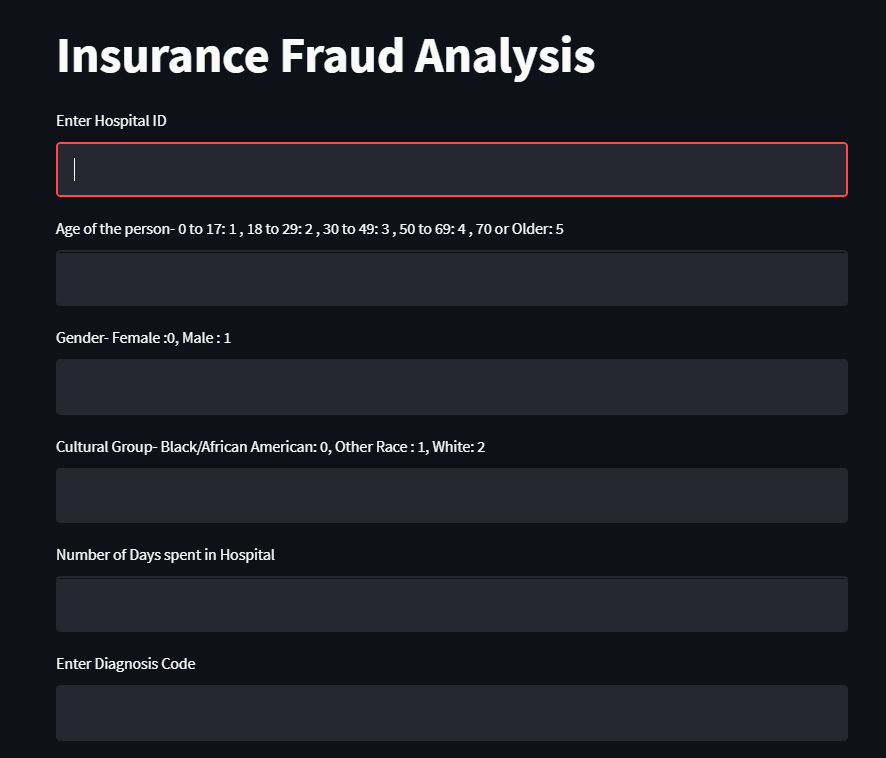 Insurance Fraud Analysis
Enter Hospital ID
Age of the person- 0 to 17: 1 , 18 to 29: 2 , 30 to 49: 3 , 50 to 69: 4 , 70 or Older: 5
Gender- Female :0, Male : 1
Cultural Group- Black/African American: 0, Other Race : 1, White: 2
Number of Days spent in Hospital
Enter Diagnosis Code